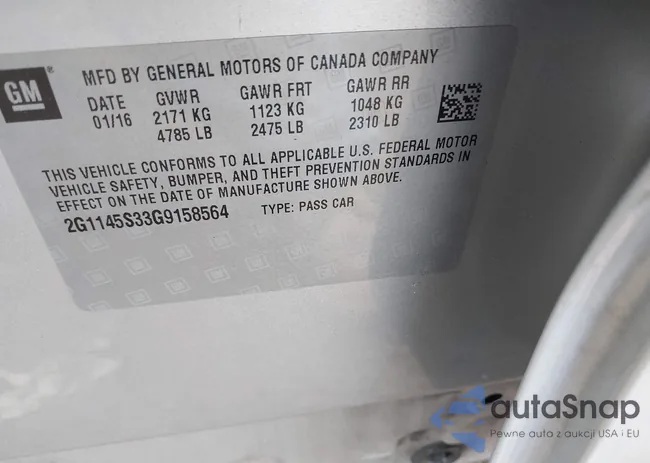 GM
®
MFD BY GENERAL MOTORS OF CANADA COMPANY
DATE GVWR GAWR FRT GAWR RR
01/16 2171 KG 1123 KG 1048 KG
4785 LB 2475 LB 2310 LB
THIS VEHICLE CONFORMS TO ALL APPLICABLE U.S. FEDERAL MOTOR
VEHICLE SAFETY, BUMPER, AND THEFT PREVENTION STANDARDS IN
EFFECT ON THE DATE OF MANUFACTURE SHOWN ABOVE.
2G1145S33G9158564 TYPE: PASS CAR
autaSnap
Pewne auta z aukcji USA i EU